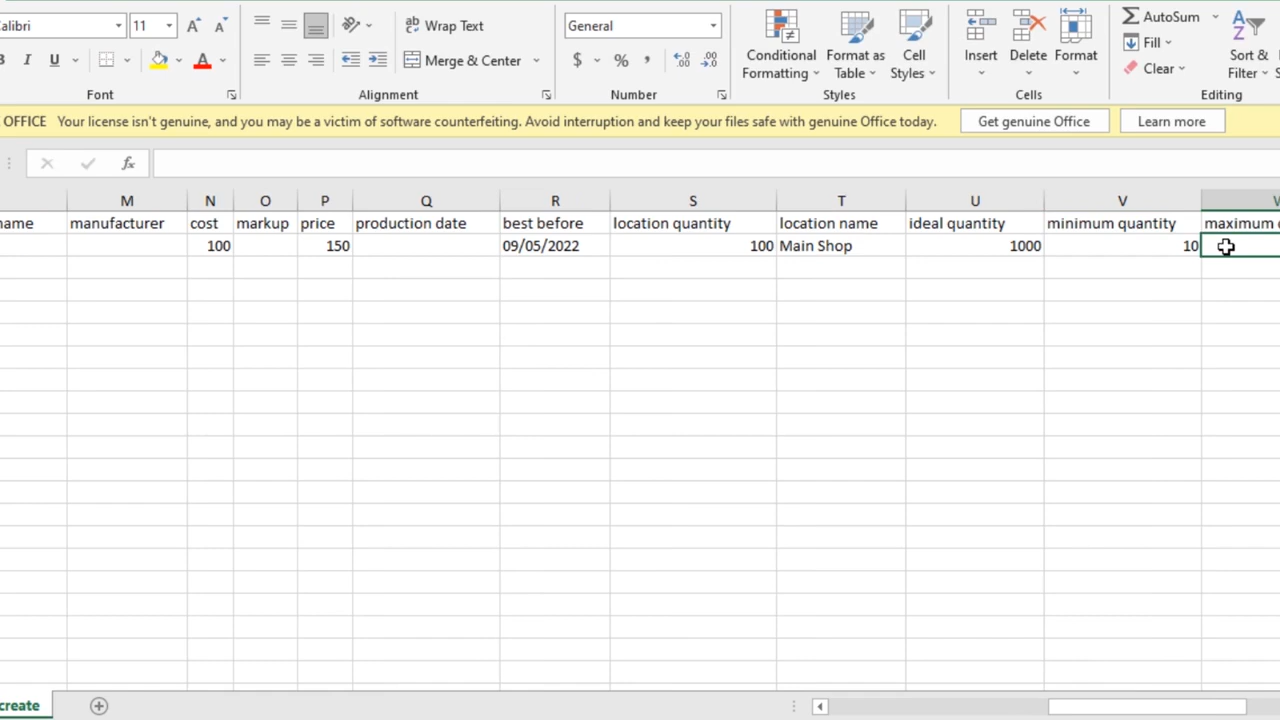 alibri 11 A A ab Wrap Text General Σ AutoSum
B I U A Merge & Center $ % , Conditional Formatting Format as Table Cell Styles Insert Delete Format Fill Clear A Z Sort & Filter
Font Alignment Number Styles Cells Editing
OFFICE Your license isn't genuine, and you may be a victim of software counterfeiting. Avoid interruption and keep your files safe with genuine Office today. Get genuine Office Learn more
fx
M N O P Q R S T U V
name manufacturer cost markup price production date best before location quantity location name ideal quantity minimum quantity maximum
100 150 09/05/2022 100 Main Shop 1000 10
create